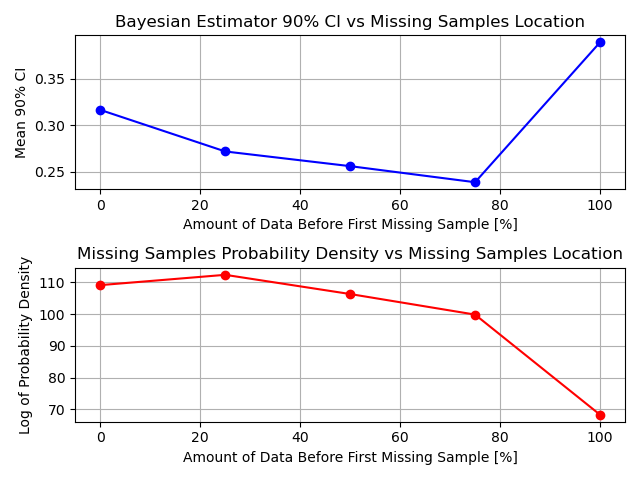 Bayesian Estimator 90% CI vs Missing Samples Location
Mean 90% CI
0.35
0.30
0.25
0 20 40 60 80 100
Amount of Data Before First Missing Sample [%]
Missing Samples Probability Density vs Missing Samples Location
Log of Probability Density
110
100
90
80
70
0 20 40 60 80 100
Amount of Data Before First Missing Sample [%]